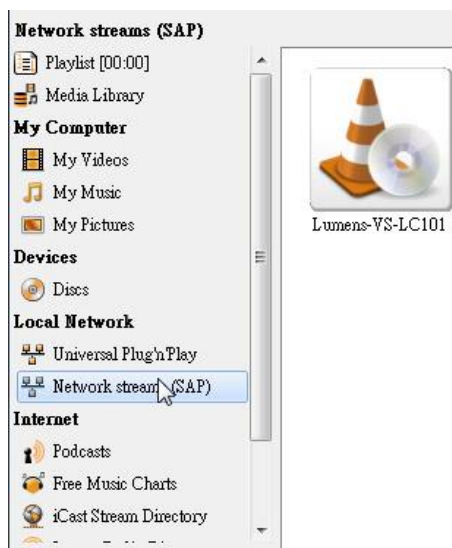 Network streams (SAP)
Playlist [00:00]
Media Library
My Computer
My Videos
My Music
My Pictures
Devices
Discs
Local Network
Universal Plug'n'Play
Network stream (SAP)
Internet
Podcasts
Free Music Charts
iCast Stream Directory
Lumens-VS-LC101